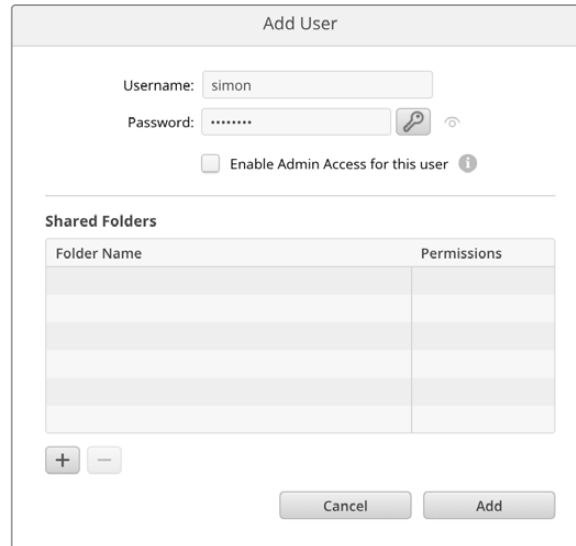 Add User
Username: simon
Password: ••••••••
Enable Admin Access for this user
Shared Folders
Folder Name Permissions
Cancel Add